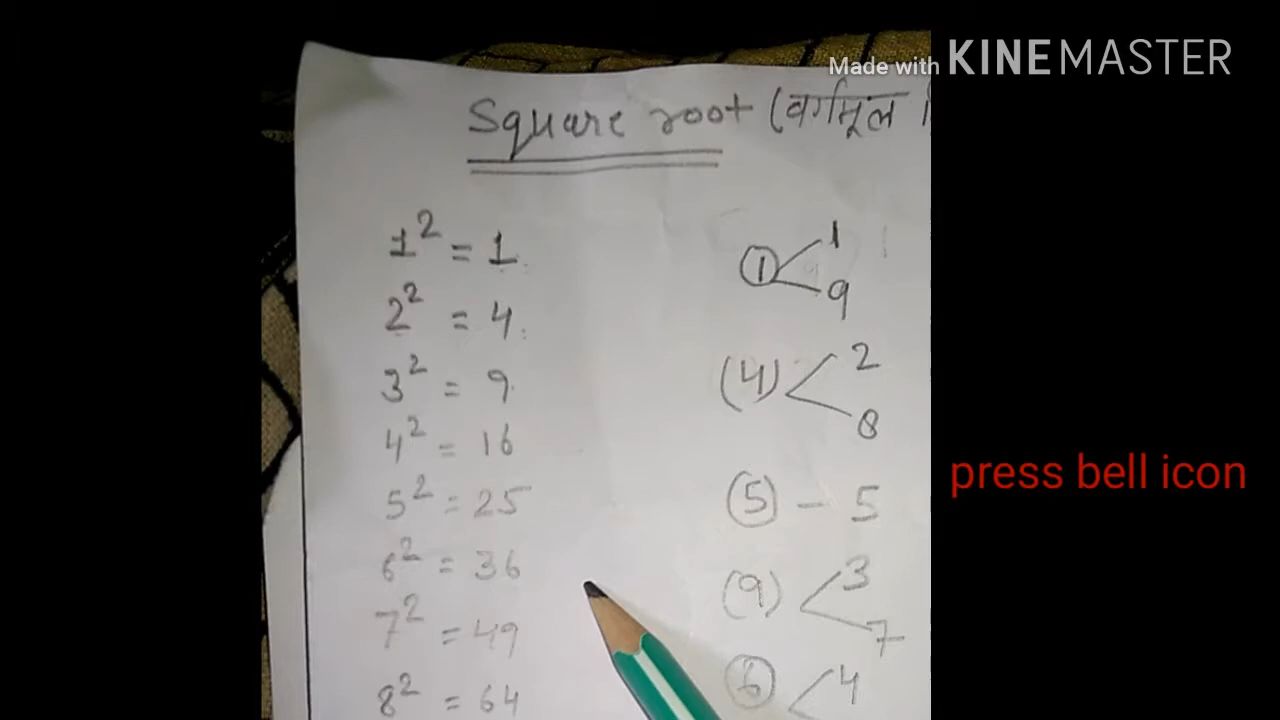 Made with KINEMASTER
Square root (वर्गमूल
1² = 1
2² = 4
3² = 9
4² = 16
5² = 25
6² = 36
7² = 49
8² = 64
① 1
9
(4) 2
8
(5) - 5
(9) 3
7
(6) 4
press bell icon